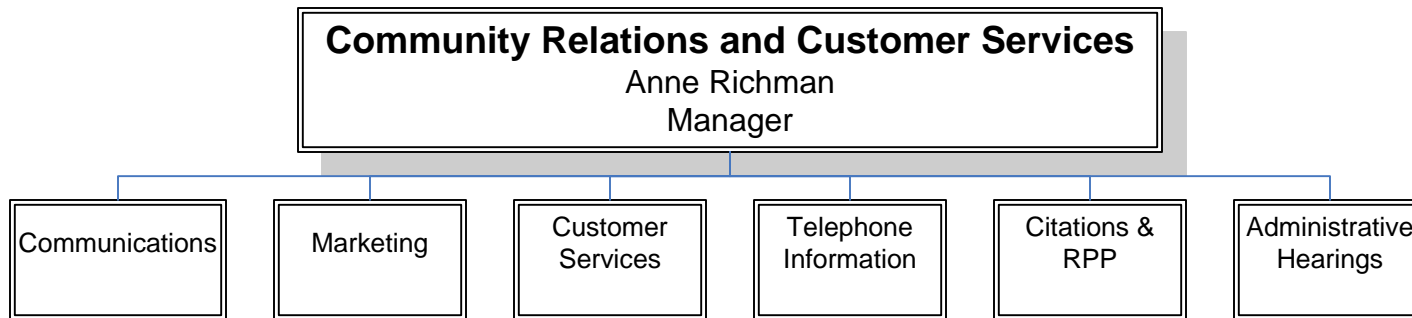 Community Relations and Customer Services
Anne Richman
Manager
Communications
Marketing
Customer
Services
Telephone
Information
Citations &
RPP
Administrative
Hearings